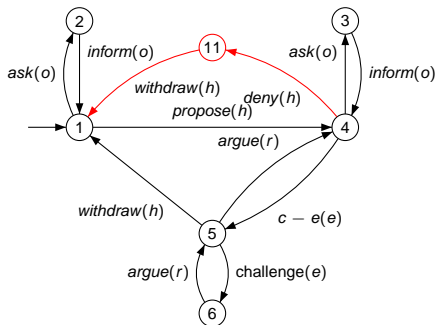 2
3
11
inform(o)
ask(o)
ask(o)
inform(o)
withdraw(h)
deny(h)
propose(h)
1
4
argue(r)
withdraw(h)
c − e(e)
5
argue(r)
challenge(e)
6